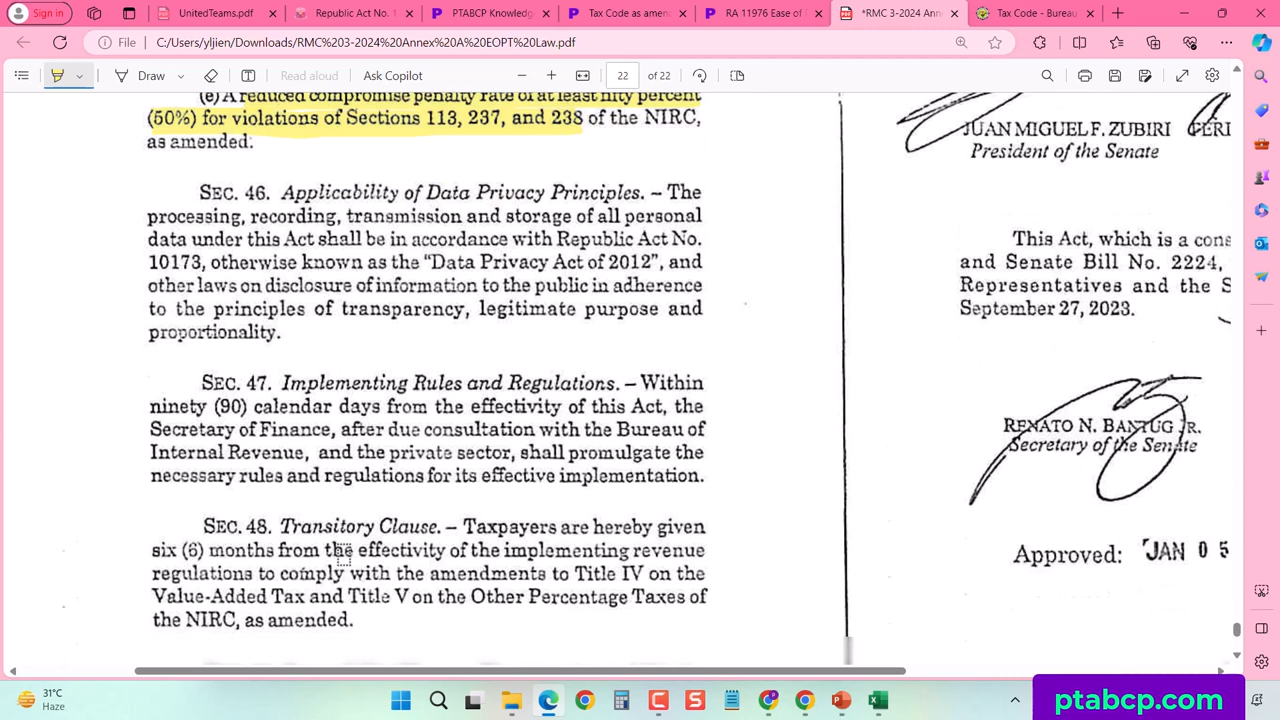 Sign in
UnitedTeams.pdf
Republic Act No. 1
PTABCP Knowledg
Tax Code as amen
RA 11976 Ease of
*RMC 3-2024 Ann
Tax Code - Bureau
File
C:/Users/yljien/Downloads/RMC%203-2024%20Annex%20A%20EOPT%20Law.pdf
Draw
Read aloud
Ask Copilot
22
of 22
(e) A reduced compromise penalty rate of at least fifty percent
(50%) for violations of Sections 113, 237, and 238 of the NIRC,
as amended.
SEC. 46. Applicability of Data Privacy Principles. – The
processing, recording, transmission and storage of all personal
data under this Act shall be in accordance with Republic Act No.
10173, otherwise known as the “Data Privacy Act of 2012”, and
other laws on disclosure of information to the public in adherence
to the principles of transparency, legitimate purpose and
proportionality.
SEC. 47. Implementing Rules and Regulations. – Within
ninety (90) calendar days from the effectivity of this Act, the
Secretary of Finance, after due consultation with the Bureau of
Internal Revenue, and the private sector, shall promulgate the
necessary rules and regulations for its effective implementation.
SEC. 48. Transitory Clause. – Taxpayers are hereby given
six (6) months from the effectivity of the implementing revenue
regulations to comply with the amendments to Title IV on the
Value-Added Tax and Title V on the Other Percentage Taxes of
the NIRC, as amended.
JUAN MIGUEL F. ZUBIRI
President of the Senate
This Act, which is a cons
and Senate Bill No. 2224,
Representatives and the S
September 27, 2023.
RENATO N. BANTUG JR.
Secretary of the Senate
Approved: JAN 05
31°C
Haze
ptabcp.com